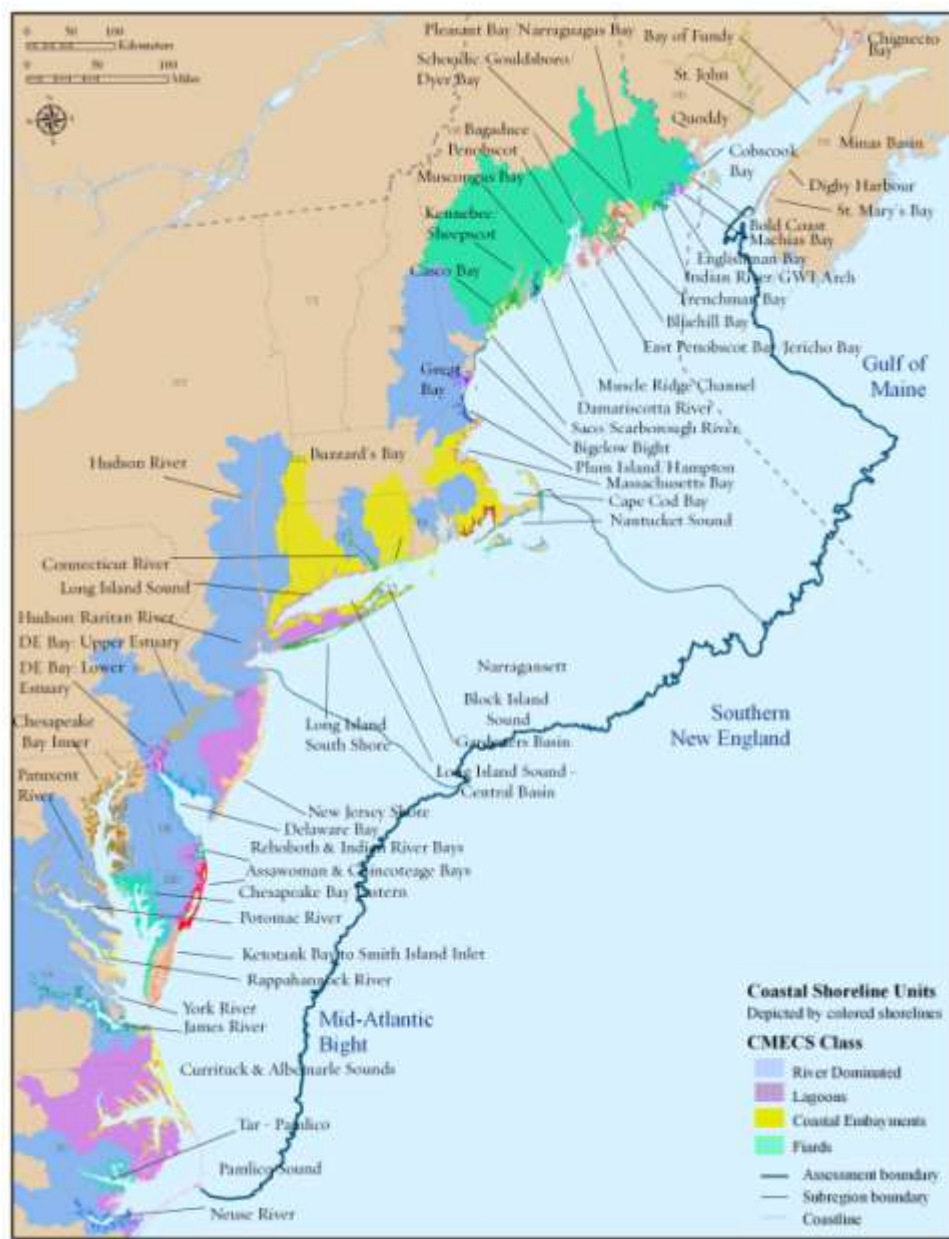 0 50 100
Kilometers
0 50 100
Miles
Pleasant Bay/Narraguagus Bay
Bay of Fundy
Chignecto
Bay
Schoodic Gouldsboro/
Dyer Bay
St. John
Quoddy
Minas Basin
Bagaduce
Penobscot
Cobscook
Bay
Muscongus Bay
Digby Harbour
St. Mary's Bay
Kennebec/
Sheepscot
Bold Coast
Machias Bay
Englishman Bay
Casco Bay
Indian River/GWI/Arch
Frenchman Bay
Bluehill Bay
East Penobscot Bay/Jericho Bay
Gulf of
Maine
Great
Bay
Muscle Ridge Channel
Damariscotta River
Saco/Scarborough River
Bigelow Bight
Buzzard's Bay
Hudson River
Plum Island/Hampton
Massachusetts Bay
Cape Cod Bay
Nantucket Sound
Connecticut River
Long Island Sound
Hudson/Raritan River
DE Bay: Upper Estuary
DE Bay: Lower
Estuary
Narragansett
Block Island
Sound
Southern
New England
Chesapeake
Bay Inner
Long Island
South Shore
Gardiners Basin
Patuxent
River
Long Island Sound -
Central Basin
New Jersey Shore
Delaware Bay
Rehoboth & Indian River Bays
Assawoman & Chincoteague Bays
Chesapeake Bay Eastern
Potomac River
Ketotank Bay to Smith Island Inlet
Rappahannock River
York River
James River
Mid-Atlantic
Bight
Currituck & Albemarle Sounds
Tar - Pamlico
Pamlico Sound
Neuse River
Coastal Shoreline Units
Depicted by colored shorelines
CMECS Class
River Dominated
Lagoons
Coastal Embayments
Fiards
Assessment boundary
Subregion boundary
Coastline